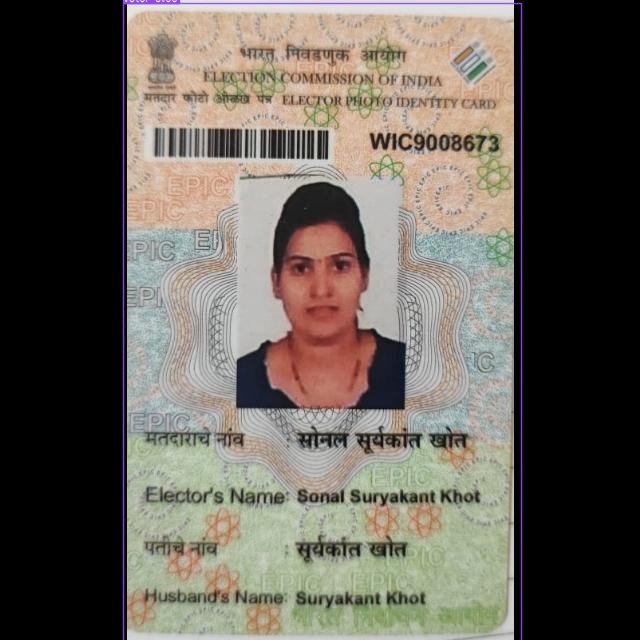 भारत निवडणूक आयोग
ELECTION COMMISSION OF INDIA
मतदार फोटो ओळख पत्र ELECTOR PHOTO IDENTITY CARD
WIC9008673
मतदाराचे नांव : सोनल सूर्यकांत खोत
Elector's Name: Sonal Suryakant Khot
पतीचे नांव : सूर्यकांत खोत
Husband's Name: Suryakant Khot